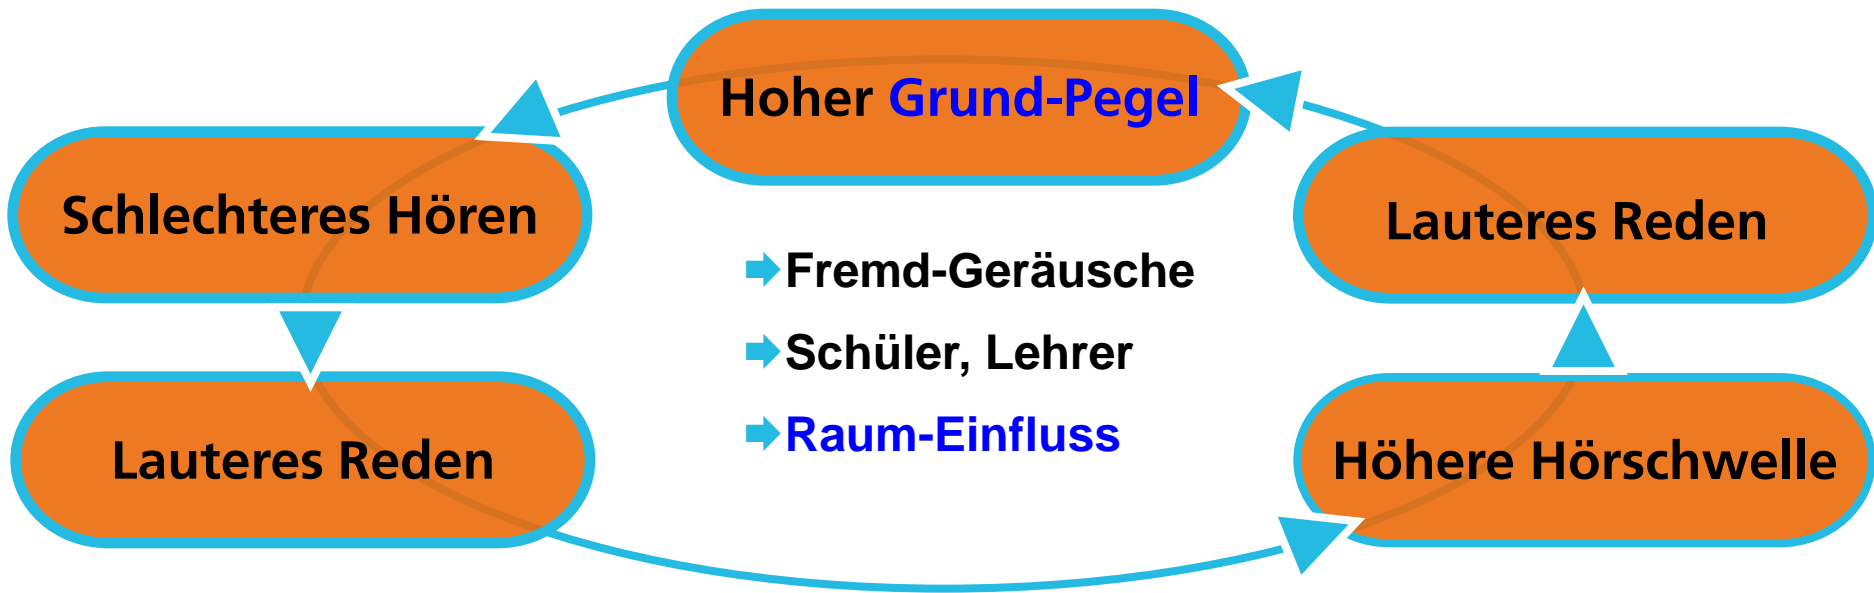 Hoher Grund-Pegel
Schlechteres Hören
Lauteres Reden
Fremd-Geräusche
Schüler, Lehrer
Raum-Einfluss
Lauteres Reden
Höhere Hörschwelle